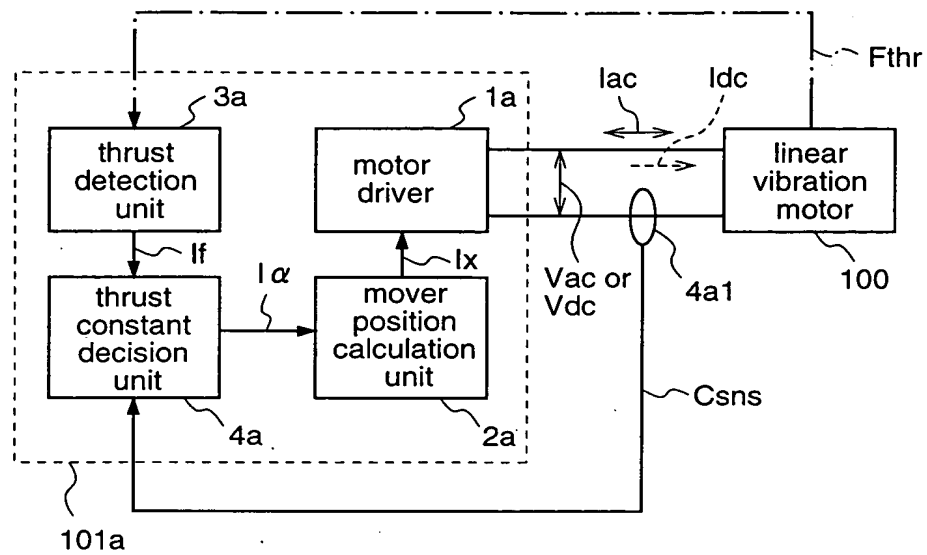 Fthr
3a
1a
Iac
Idc
thrust
detection
unit
motor
driver
linear
vibration
motor
If
Ix
Iα
Vac or
Vdc
4a1
100
thrust
constant
decision
unit
mover
position
calculation
unit
Csns
4a
2a
101a